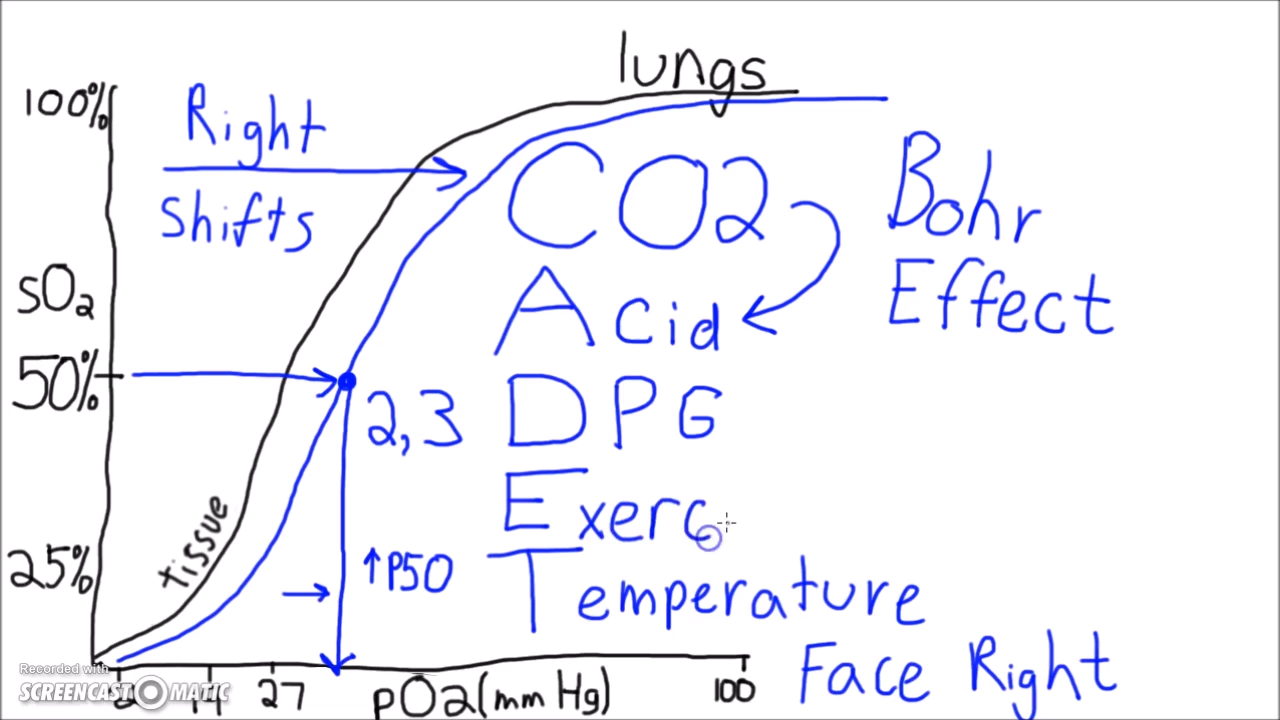 lungs
100%
Right
Shifts
CO2
Bohr
Effect
sO2
Acid
50%
2,3 DPG
Exerc
tissue
25%
↑P50
Temperature
Face Right
Recorded with
SCREENCAST MATIC
14 27 pO2 (mm Hg) 100